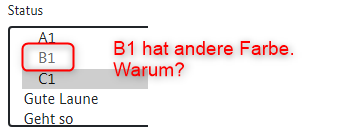 Status
A1
B1
C1
Gute Laune
Geht so
B1 hat andere Farbe.
Warum?